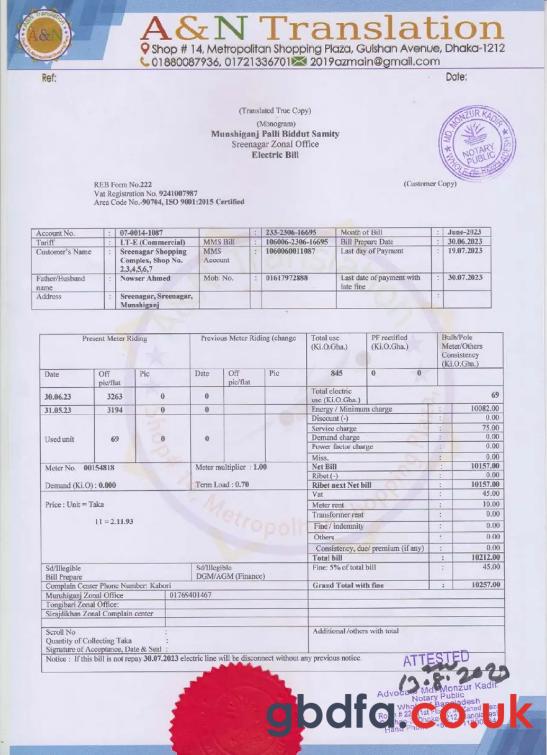 A&N Translation
Shop # 14, Metropolitan Shopping Plaza, Gulshan Avenue, Dhaka-1212
01880087936, 01721336701 2019azmain@gmail.com
Ref: Date:
(Translated True Copy)
(Monogram)
Munshiganj Palli Biddut Samity
Sreenagar Zonal Office
Electric Bill
MD. MONZUR KADIR
NOTARY PUBLIC
REB Form No.222 (Customer Copy)
Vat Registration No. 9241007987
Area Code No.-90704, ISO 9001:2015 Certified
Account No. : 07-0014-1087 : 233-2306-16695 Month of Bill : June-2023
Tariff : LT-E (Commercial) MMS Bill : 106006-2306-16695 Bill Prepare Date : 30.06.2023
Customer's Name : Sreenagar Shopping Complex, Shop No. 2,3,4,5,6,7 MMS Account : 1060060011087 Last day of Payment : 19.07.2023
Father/Husband name : Nowser Ahmed Mob: No. : 01617972888 Last date of payment with late fine : 30.07.2023
Address : Sreenagar, Sreenagar, Munshiganj :
Present Meter Riding Previous Meter Riding (change Total use (Ki.O.Gha.) PF rectified (Ki.O.Gha.) Bulb/Pole Meter/Others Consistency (Ki.O.Gha.)
Date Off pic/flat Pic Date Off pic/flat Pic 845 0 0
30.06.23 3263 0 0 Total electric use (Ki.O.Gha.) 69
31.05.23 3194 0 0 Energy / Minimum charge : 10082.00
Discount (-) : 0.00
Service charge : 75.00
Used unit 69 0 0 Demand charge : 0.00
Power factor charge : 0.00
Miss. : 0.00
Meter No. 00154818 Meter multiplier : 1.00 Net Bill : 10157.00
Ribet (-) : 0.00
Demand (Ki.O) : 0.000 Term Load : 0.70 Ribet next Net bill : 10157.00
Vat : 45.00
Price : Unit = Taka Meter rent : 10.00
Transformer rent : 0.00
11 = 2.11.93 Fine / indemnity : 0.00
Others : 0.00
Consistency, due/ premium (if any) : 0.00
Total bill : 10212.00
Sd/Illegible Sd/Illegible Fine: 5% of total bill : 45.00
Bill Prepare DGM/AGM (Finance)
Complain Center Phone Number: Kabori Grand Total with fine : 10257.00
Munshiganj Zonal Office 01769401467
Tongibari Zonal Office:
Sirajdikhan Zonal Complain center
Scroll No : Additional /others with total
Quantity of Collecting Taka :
Signature of Acceptance, Date & Seal :
Notice : If this bill is not repay 30.07.2023 electric line will be disconnect without any previous notice.
ATTESTED
13.8.2023
Advocate Md. Monzur Kadir
Notary Public
gbdfa.co.uk